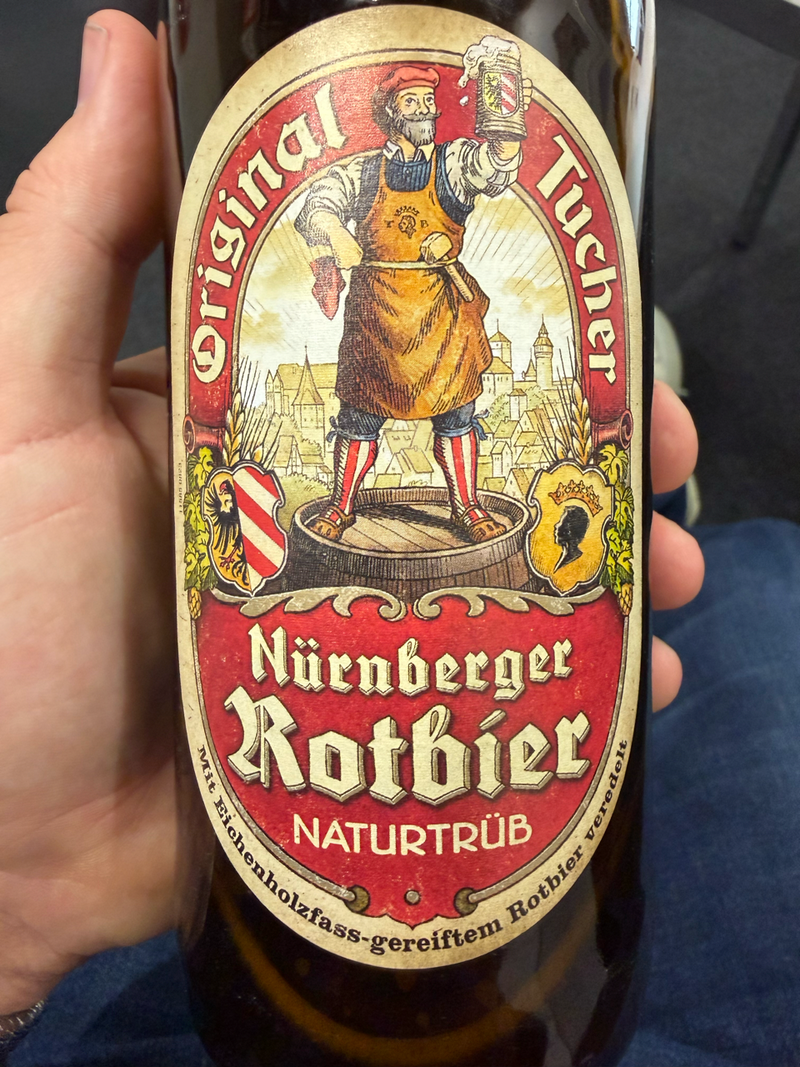 Original Tucher
Nürnberger
Rotbier
NATURTRÜB
Mit Eichenholzfass-gereiftem Rotbier veredelt